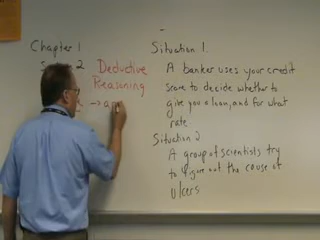 Chapter 1
2
Deductive
Reasoning
Situation 1.
A banker uses your credit
score to decide whether to
give you a loan, and for what
rate.
Situation 2
A group of scientists try
to figure out the cause of
Ulcers